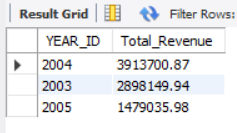 Result Grid Filter Rows:
YEAR_ID Total_Revenue
2004 3913700.87
2003 2898149.94
2005 1479035.98